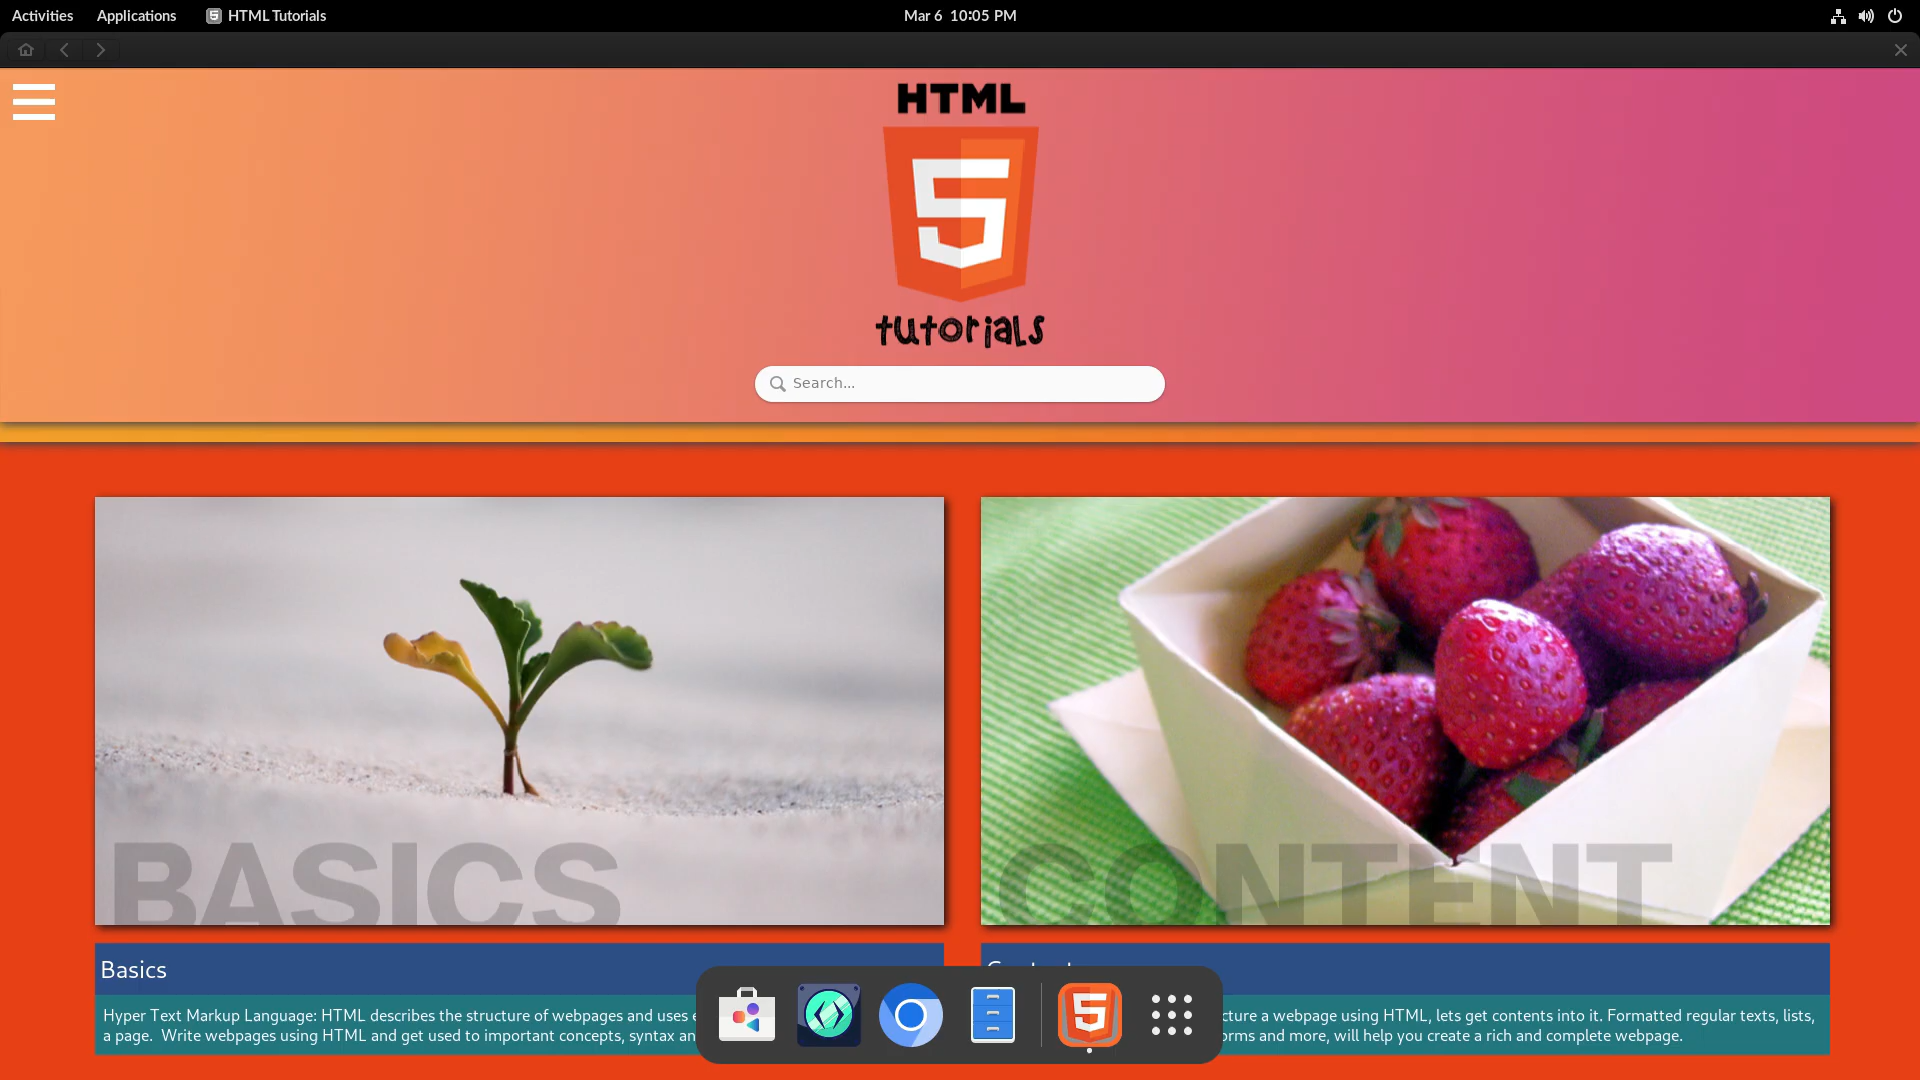 Activities
Applications
HTML Tutorials
Mar 6 10:05 PM
HTML
5
tutorials
Search...
BASICS
CONTENT
Basics
Hyper Text Markup Language: HTML describes the structure of webpages and uses
a page. Write webpages using HTML and get used to important concepts, syntax
a webpage using HTML, lets get contents into it. Formatted regular texts, lists,
and more, will help you create a rich and complete webpage.